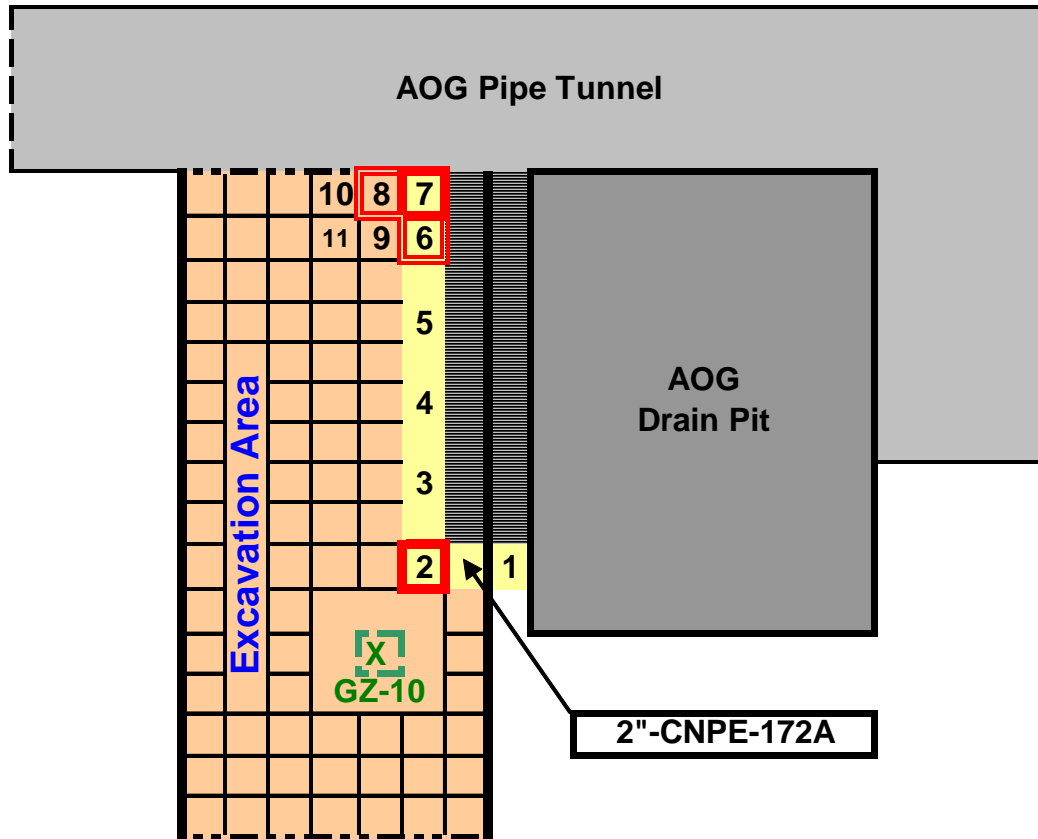 AOG Pipe Tunnel
10 8 7
11 9 6
5
4
3
2 1
Excavation Area
AOG
Drain Pit
X
GZ-10
2"-CNPE-172A